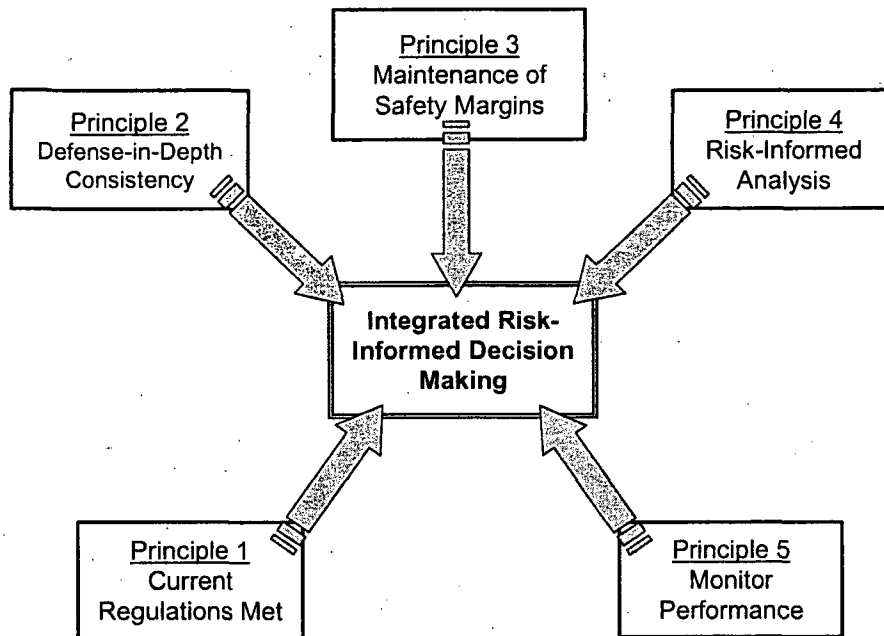 Principle 3
Maintenance of
Safety Margins
Principle 2
Defense-in-Depth
Consistency
Principle 4
Risk-Informed
Analysis
Integrated Risk-
Informed Decision
Making
Principle 1
Current
Regulations Met
Principle 5
Monitor
Performance